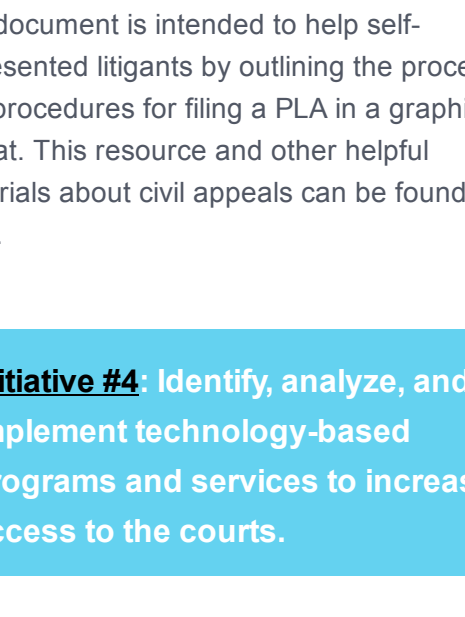 document is intended to help self-
esented litigants by outlining the proce
procedures for filing a PLA in a graphi
at. This resource and other helpful
rials about civil appeals can be found
.
itiative #4: Identify, analyze, and
plement technology-based
rograms and services to increas
ccess to the courts.